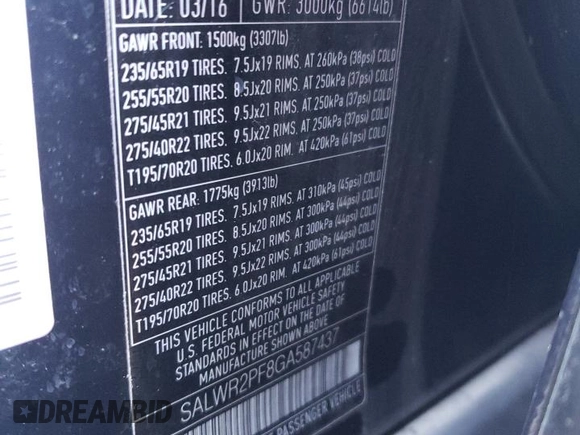 DATE: 03/16 GWR: 3000kg (6614lb)
GAWR FRONT: 1500kg (3307lb)
235/65R19 TIRES. 7.5Jx19 RIMS. AT 260kPa (38psi) COLD
255/55R20 TIRES. 8.5Jx20 RIMS. AT 250kPa (37psi) COLD
275/45R21 TIRES. 9.5Jx21 RIMS. AT 250kPa (37psi) COLD
275/40R22 TIRES. 9.5Jx22 RIMS. AT 250kPa (37psi) COLD
T195/70R20 TIRES. 6.0Jx20 RIM. AT 420kPa (61psi) COLD
GAWR REAR: 1775kg (3913lb)
235/65R19 TIRES. 7.5Jx19 RIMS. AT 310kPa (45psi) COLD
255/55R20 TIRES. 8.5Jx20 RIMS. AT 300kPa (44psi) COLD
275/45R21 TIRES. 9.5Jx21 RIMS. AT 300kPa (44psi) COLD
275/40R22 TIRES. 9.5Jx22 RIMS. AT 300kPa (44psi) COLD
T195/70R20 TIRES. 6.0Jx20 RIM. AT 420kPa (61psi) COLD
THIS VEHICLE CONFORMS TO ALL APPLICABLE
U.S. FEDERAL MOTOR VEHICLE SAFETY
STANDARDS IN EFFECT ON THE DATE OF
MANUFACTURE SHOWN ABOVE.
SALWR2PF8GA587437
PASSENGER VEHICLE
DREAMBID